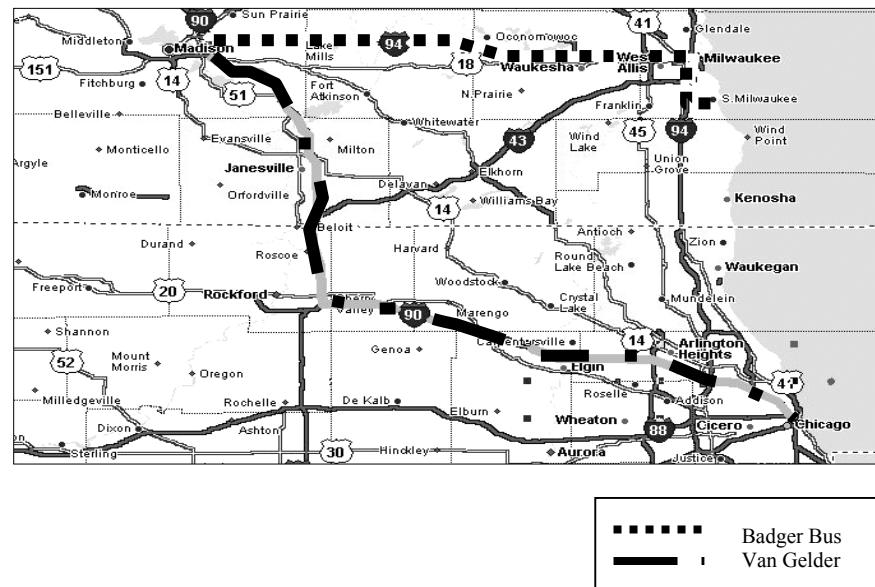 90
Sun Prairie
41
Glendale
Middleton
Madison
Lake Mills
94
Oconomowoc
18
West Allis
Milwaukee
151
14
Waukesha
Fitchburg
51
Fort Atkinson
N.Prairie
Franklin
S.Milwaukee
Belleville
Evansville
Whitewater
43
Wind Lake
45
94
Wind Point
Argyle
Monticello
Milton
Janesville
Elkhorn
Union Grove
Monroe
Orfordville
Delavan
14
Williams Bay
Kenosha
Beloit
Durand
Harvard
Antioch
Zion
Roscoe
Round Lake Beach
Waukegan
Freeport
20
Rockford
Woodstock
Crystal Lake
Mundelein
Cherry Valley
90
Marengo
Shannon
Genoa
Carpentersville
14
Arlington Heights
52
Mount Morris
Oregon
Elgin
41
Milledgeville
Rochelle
De Kalb
Elburn
Roselle
Addison
Dixon
Ashton
Wheaton
88
Cicero
Chicago
Sterling
30
Hinckley
Aurora
Justice
Badger Bus
Van Gelder